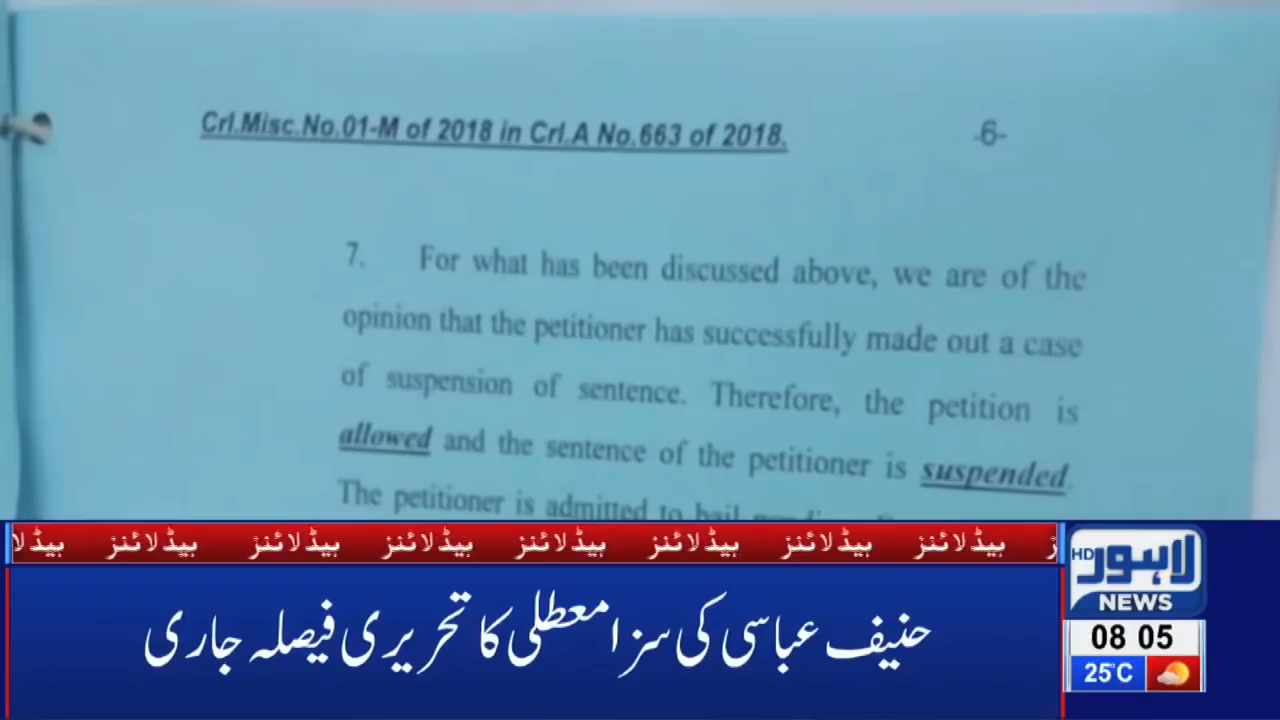 Crl.Misc.No.01-M of 2018 in Crl.A No.663 of 2018.
-6-
7. For what has been discussed above, we are of the
opinion that the petitioner has successfully made out a case
of suspension of sentence. Therefore, the petition is
allowed and the sentence of the petitioner is suspended.
The petitioner is admitted to bail
ہیڈلائنز ہیڈلائنز ہیڈلائنز ہیڈلائنز ہیڈلائنز ہیڈلائنز ہیڈلائنز
حنیف عباسی کی سزا معطلی کا تحریری فیصلہ جاری
HD لاہور
NEWS
08 05
25°C